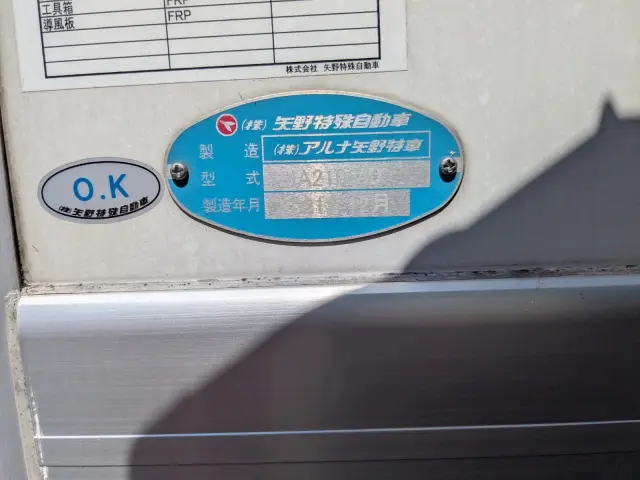 工具箱 FRP
導風板 FRP
株式会社 矢野特殊自動車
(株) 矢野特殊自動車
製造 (株)アルナ矢野特車
型式
製造年月 月
O.K
(株)矢野特殊自動車